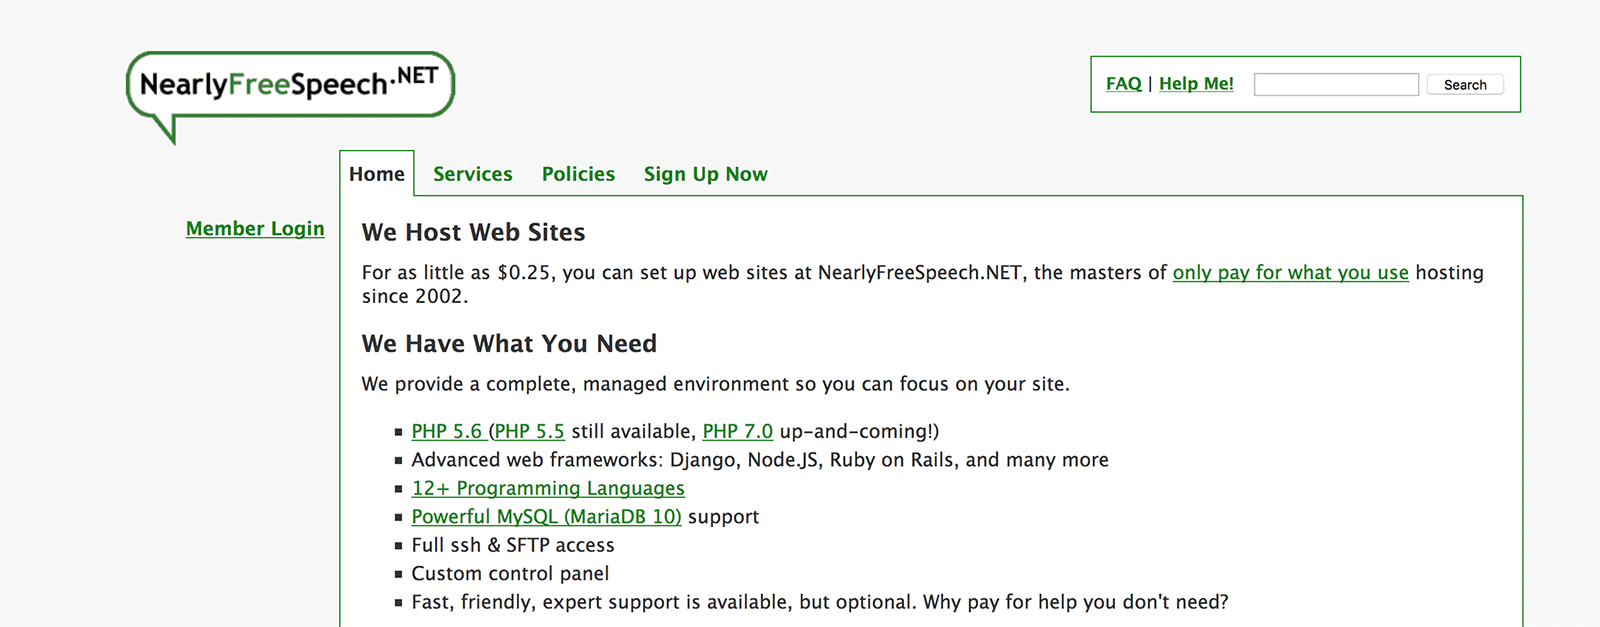 NearlyFreeSpeech.NET
FAQ | Help Me! Search
Home Services Policies Sign Up Now
Member Login
We Host Web Sites
For as little as $0.25, you can set up web sites at NearlyFreeSpeech.NET, the masters of only pay for what you use hosting
since 2002.
We Have What You Need
We provide a complete, managed environment so you can focus on your site.
PHP 5.6 (PHP 5.5 still available, PHP 7.0 up-and-coming!)
Advanced web frameworks: Django, Node.JS, Ruby on Rails, and many more
12+ Programming Languages
Powerful MySQL (MariaDB 10) support
Full ssh & SFTP access
Custom control panel
Fast, friendly, expert support is available, but optional. Why pay for help you don't need?